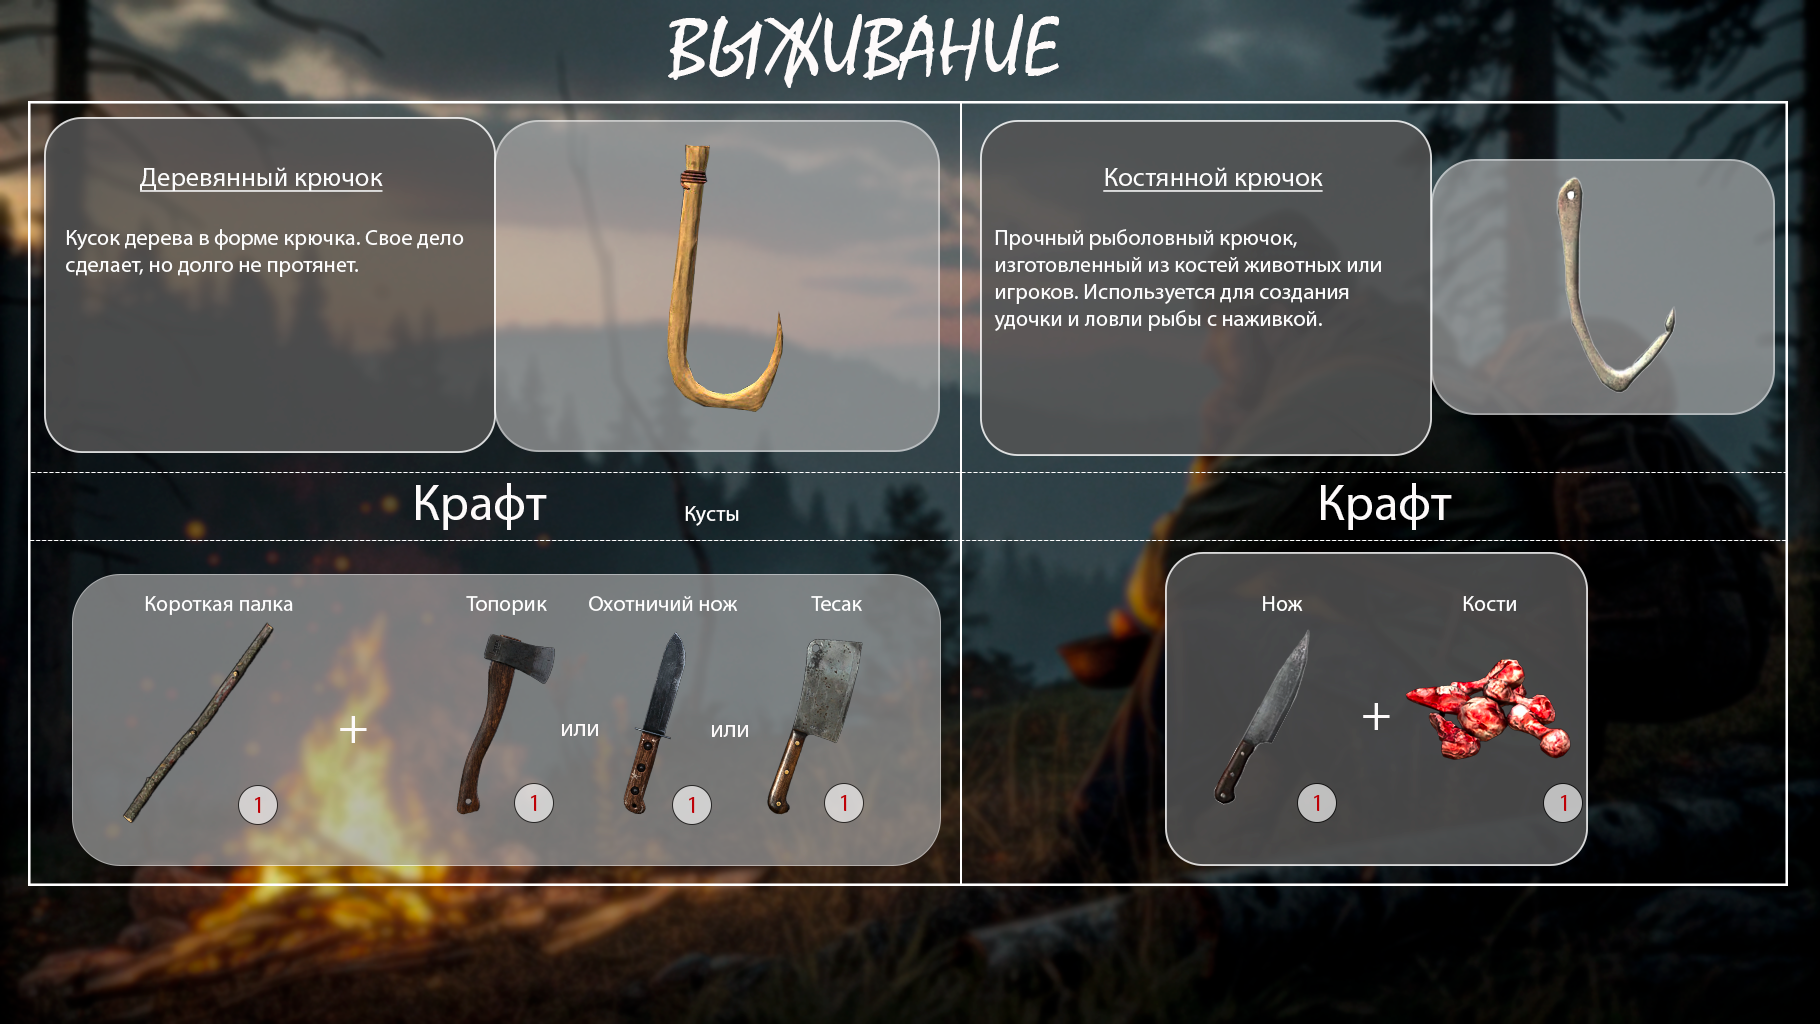 ВЫЖИВАНИЕ
Деревянный крючок
Кусок дерева в форме крючка. Свое дело
сделает, но долго не протянет.
Костянной крючок
Прочный рыболовный крючок,
изготовленный из костей животных или
игроков. Используется для создания
удочки и ловли рыбы с наживкой.
Крафт
Кусты
Короткая палка
Топорик
Охотничий нож
Тесак
+
или
или
1
1
1
1
Крафт
Нож
Кости
+
1
1